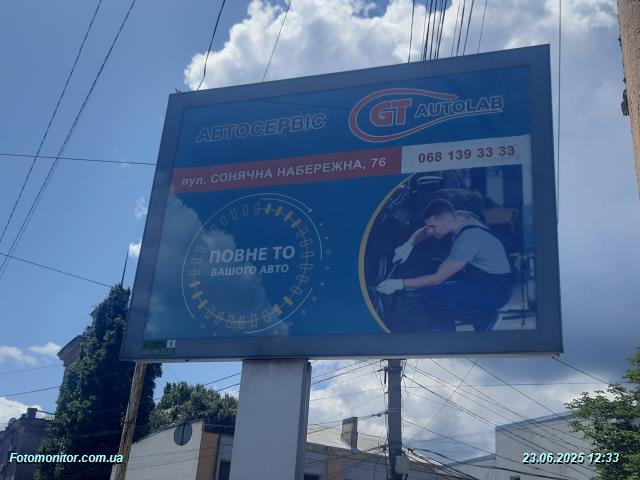 АВТОСЕРВІС
GT AUTOLAB
вул. СОНЯЧНА НАБЕРЕЖНА, 76
068 139 33 33
ПОВНЕ ТО
ВАШОГО АВТО
Fotomonitor.com.ua
23.06.2025 12:33